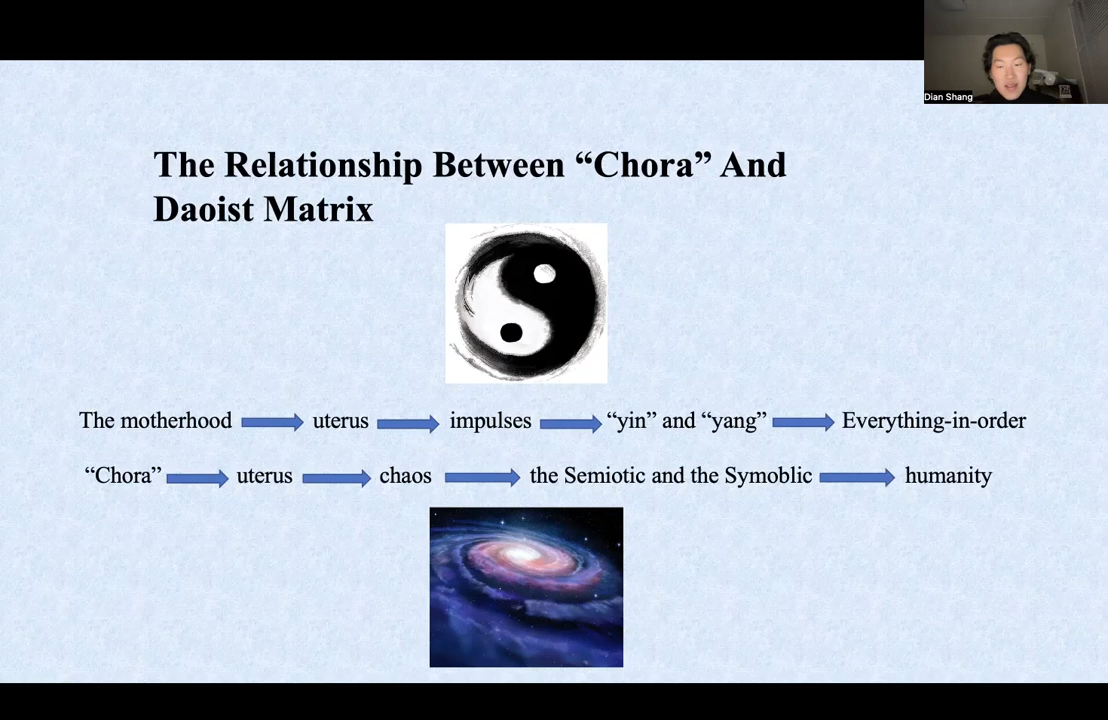 Dian Shang
The Relationship Between “Chora” And
Daoist Matrix
The motherhood uterus impulses “yin” and “yang” Everything-in-order
“Chora” uterus chaos the Semiotic and the Symoblic humanity